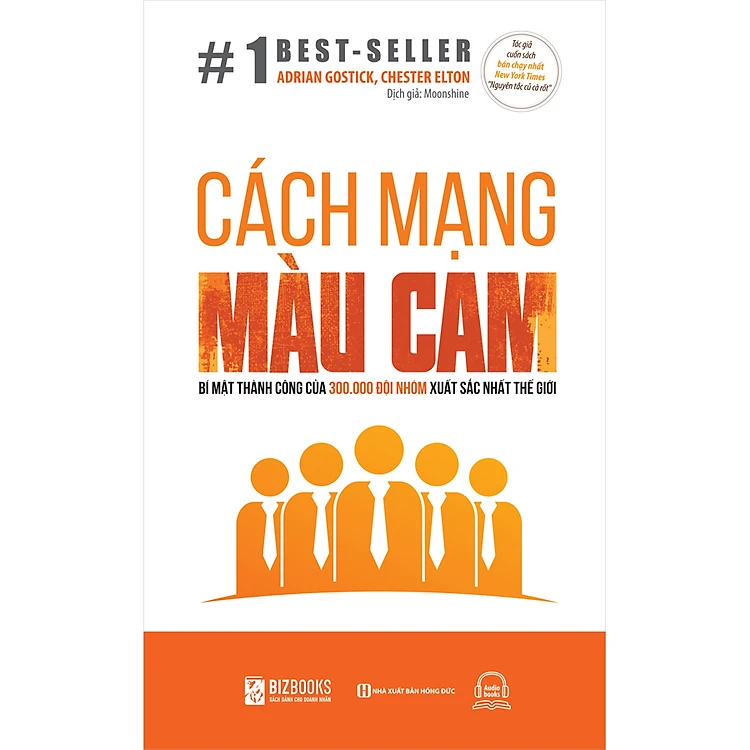 #1 BEST-SELLER
ADRIAN GOSTICK, CHESTER ELTON
Dịch giả: Moonshine
Tác giả
cuốn sách
bán chạy nhất
New York Times
"Nguyên tắc củ cà rốt"
CÁCH MẠNG
MÀU CAM
BÍ MẬT THÀNH CÔNG CỦA 300.000 ĐỘI NHÓM XUẤT SẮC NHẤT THẾ GIỚI
BIZBOOKS
SÁCH DÀNH CHO DOANH NHÂN
NHÀ XUẤT BẢN HỒNG ĐỨC
Audio
books